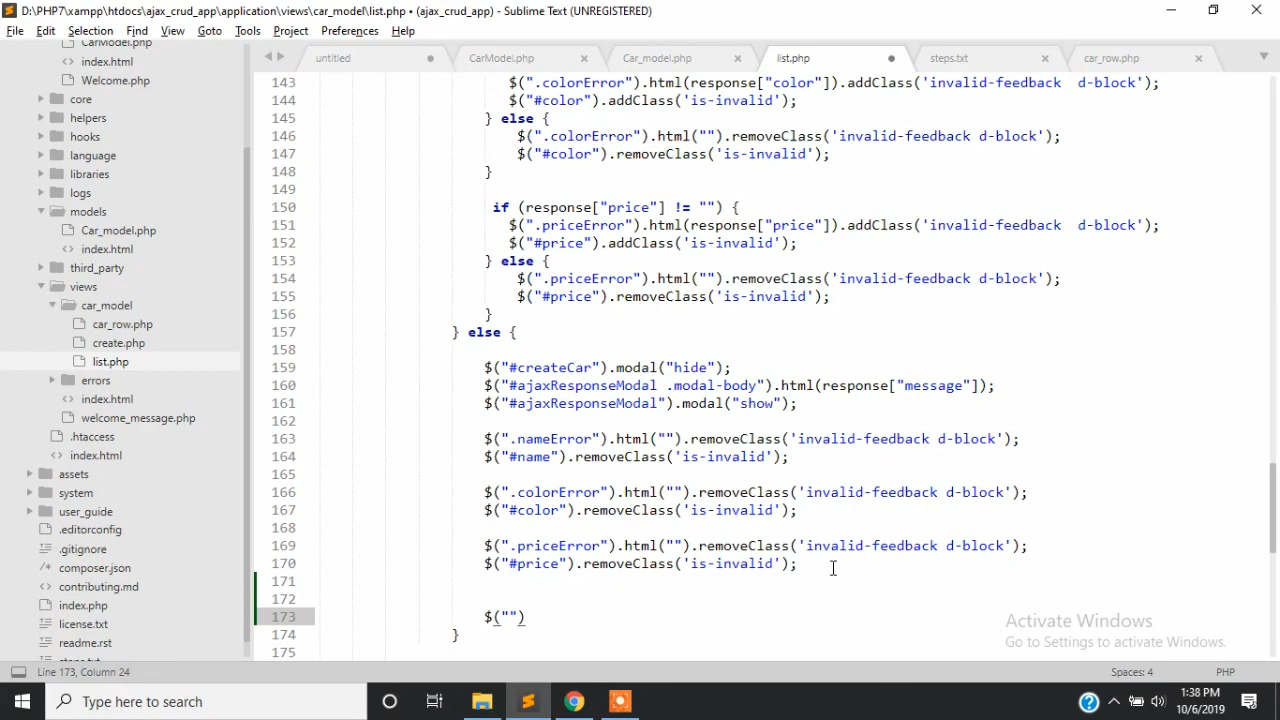 D:\PHP7\xampp\htdocs\ajax_crud_app\application\views\car_model\list.php • (ajax_crud_app) - Sublime Text (UNREGISTERED)
File Edit Selection Find View Goto Tools Project Preferences Help
untitled CarModel.php Car_model.php list.php steps.txt car_row.php
CarModel.php
index.html
Welcome.php
core
helpers
hooks
language
libraries
logs
models
Car_model.php
index.html
third_party
views
car_model
car_row.php
create.php
list.php
errors
index.html
welcome_message.php
.htaccess
index.html
assets
system
user_guide
.editorconfig
.gitignore
composer.json
contributing.md
index.php
license.txt
readme.rst
143 $(".colorError").html(response["color"]).addClass('invalid-feedback  d-block');
144 $("#color").addClass('is-invalid');
145 } else {
146 $(".colorError").html("").removeClass('invalid-feedback d-block');
147 $("#color").removeClass('is-invalid');
148 }
149
150 if (response["price"] != "") {
151 $(".priceError").html(response["price"]).addClass('invalid-feedback  d-block');
152 $("#price").addClass('is-invalid');
153 } else {
154 $(".priceError").html("").removeClass('invalid-feedback d-block');
155 $("#price").removeClass('is-invalid');
156 }
157 } else {
158
159 $("#createCar").modal("hide");
160 $("#ajaxResponseModal .modal-body").html(response["message"]);
161 $("#ajaxResponseModal").modal("show");
162
163 $(".nameError").html("").removeClass('invalid-feedback d-block');
164 $("#name").removeClass('is-invalid');
165
166 $(".colorError").html("").removeClass('invalid-feedback d-block');
167 $("#color").removeClass('is-invalid');
168
169 $(".priceError").html("").removeClass('invalid-feedback d-block');
170 $("#price").removeClass('is-invalid');
171
172
173 $("")
174 }
175
Activate Windows
Go to Settings to activate Windows.
Line 173, Column 24 Spaces: 4 PHP
Type here to search
1:38 PM
10/6/2019